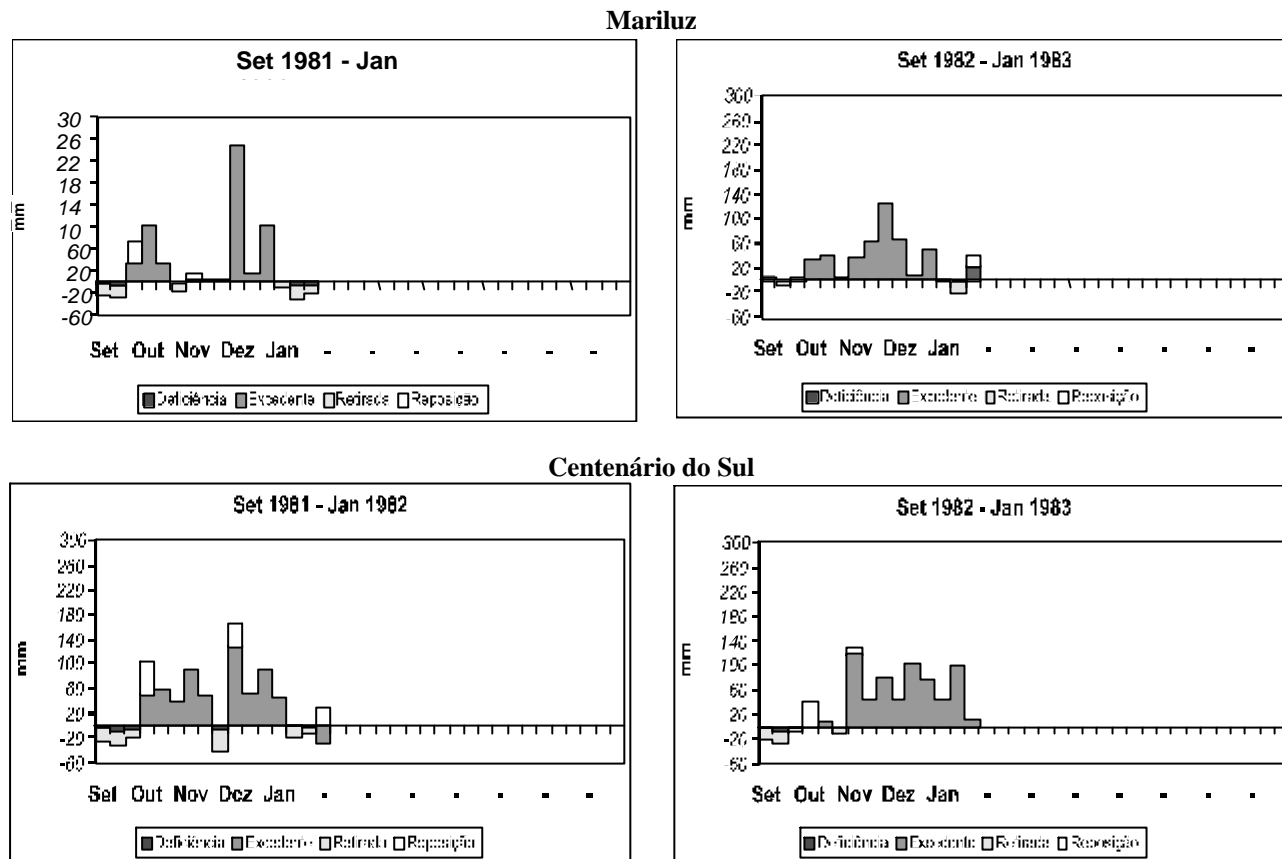 Mariluz
Set 1981 - Jan
30
26
22
18
14
10
60
20
-20
-60
mm
Set Out Nov Dez Jan - - - - - - -
Deficiência Excedente Retirada Reposição
Set 1982 - Jan 1983
300
260
220
180
140
100
60
20
-20
-60
mm
Set Out Nov Dez Jan - - - - - - -
Deficiência Excedente Retirada Reposição
Centenário do Sul
Set 1981 - Jan 1982
300
260
220
180
140
100
60
20
-20
-60
mm
Set Out Nov Dez Jan - - - - - - -
Deficiência Excedente Retirada Reposição
Set 1982 - Jan 1983
300
260
220
180
140
100
60
20
-20
-60
mm
Set Out Nov Dez Jan - - - - - - -
Deficiência Excedente Retirada Reposição